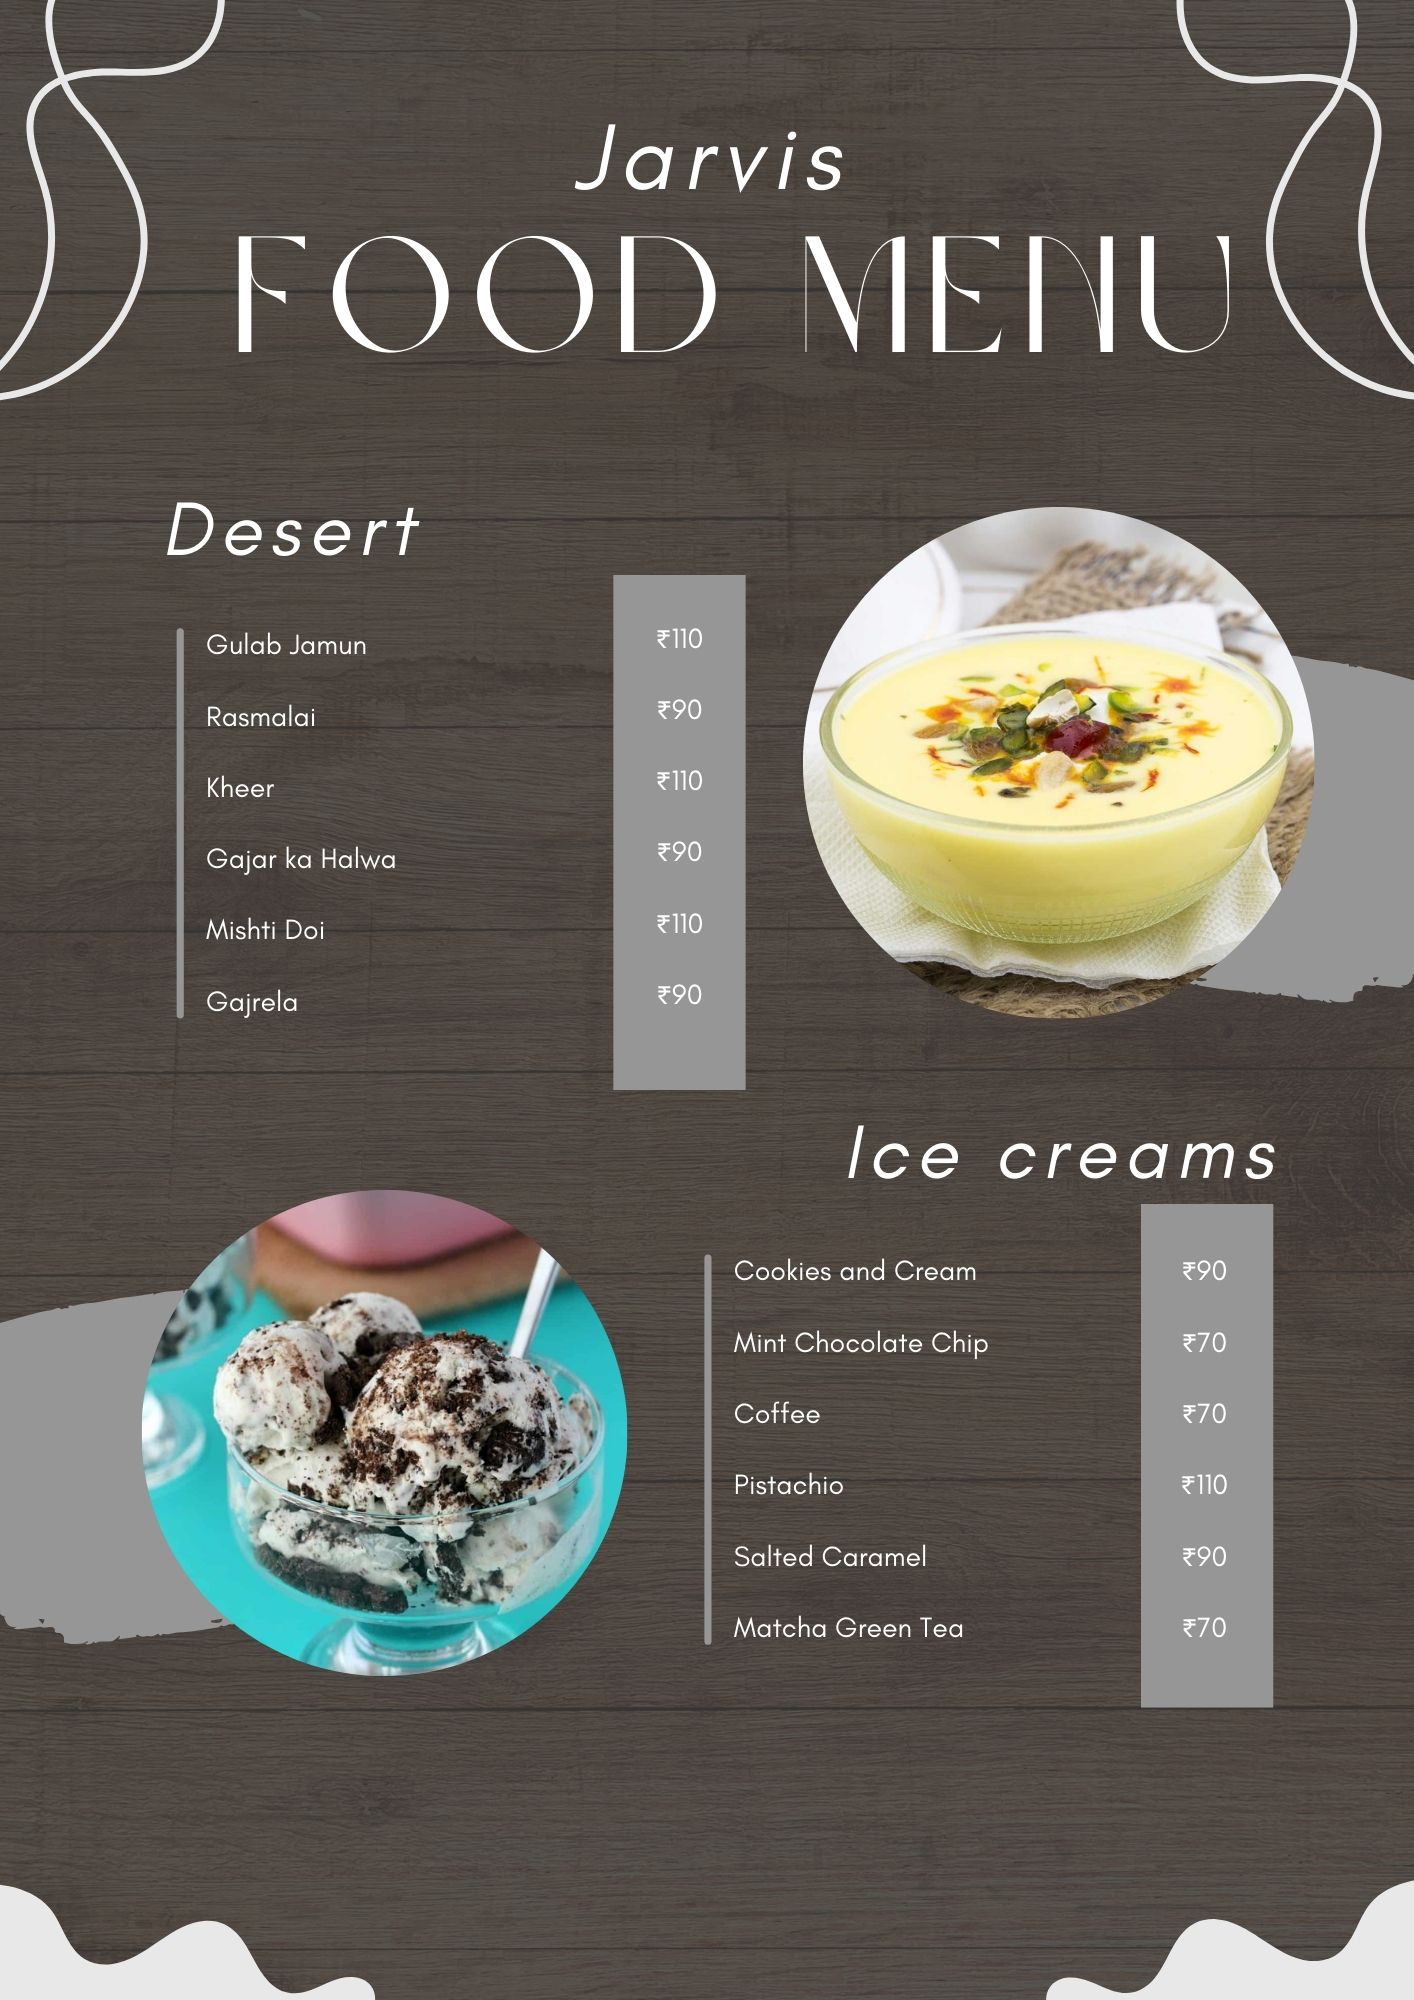 Jarvis
FOOD MENU
Desert
Gulab Jamun ₹110
Rasmalai ₹90
Kheer ₹110
Gajar ka Halwa ₹90
Mishti Doi ₹110
Gajrela ₹90
Ice creams
Cookies and Cream ₹90
Mint Chocolate Chip ₹70
Coffee ₹70
Pistachio ₹110
Salted Caramel ₹90
Matcha Green Tea ₹70